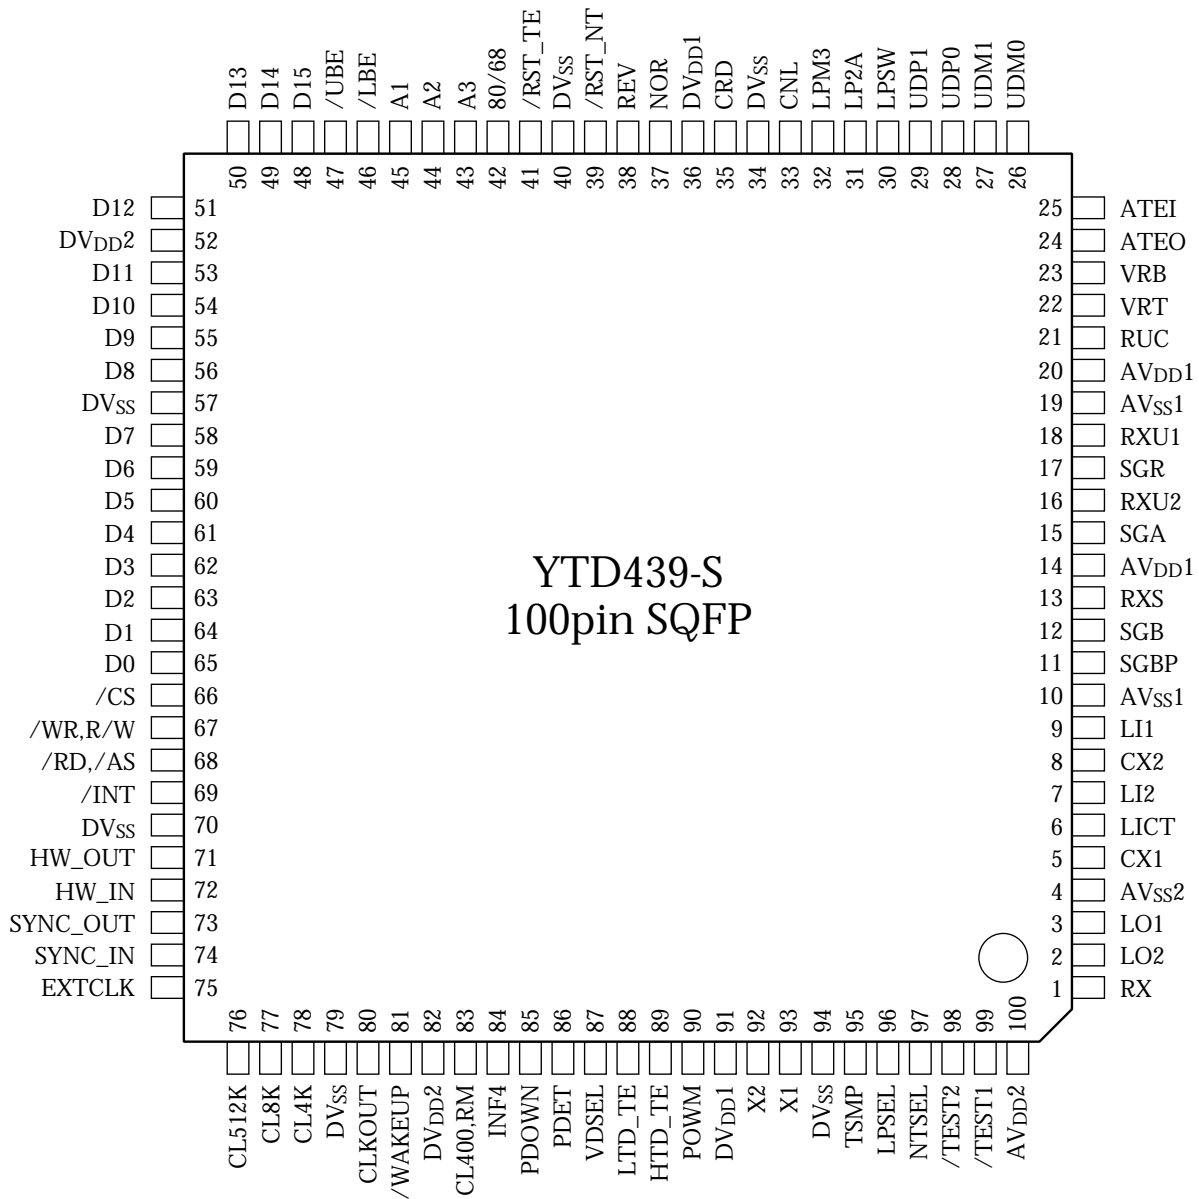 D13
D14
D15
/UBE
/LBE
A1
A2
A3
80/68
/RST_TE
DVSS
/RST_NT
REV
NOR
DVDD1
CRD
DVSS
CNL
LPM3
LP2A
LPSW
UDP1
UDP0
UDM1
UDM0
50
49
48
47
46
45
44
43
42
41
40
39
38
37
36
35
34
33
32
31
30
29
28
27
26
D12 51
DVDD2 52
D11 53
D10 54
D9 55
D8 56
DVSS 57
D7 58
D6 59
D5 60
D4 61
D3 62
D2 63
D1 64
D0 65
/CS 66
/WR,R/W 67
/RD,/AS 68
/INT 69
DVSS 70
HW_OUT 71
HW_IN 72
SYNC_OUT 73
SYNC_IN 74
EXTCLK 75
YTD439-S
100pin SQFP
25 ATEI
24 ATEO
23 VRB
22 VRT
21 RUC
20 AVDD1
19 AVSS1
18 RXU1
17 SGR
16 RXU2
15 SGA
14 AVDD1
13 RXS
12 SGB
11 SGBP
10 AVSS1
9 LI1
8 CX2
7 LI2
6 LICT
5 CX1
4 AVSS2
3 LO1
2 LO2
1 RX
76
77
78
79
80
81
82
83
84
85
86
87
88
89
90
91
92
93
94
95
96
97
98
99
100
CL512K
CL8K
CL4K
DVSS
CLKOUT
/WAKEUP
DVDD2
CL400,RM
INF4
PDOWN
PDET
VDSEL
LTD_TE
HTD_TE
POWM
DVDD1
X2
X1
DVSS
TSMP
LPSEL
NTSEL
/TEST2
/TEST1
AVDD2